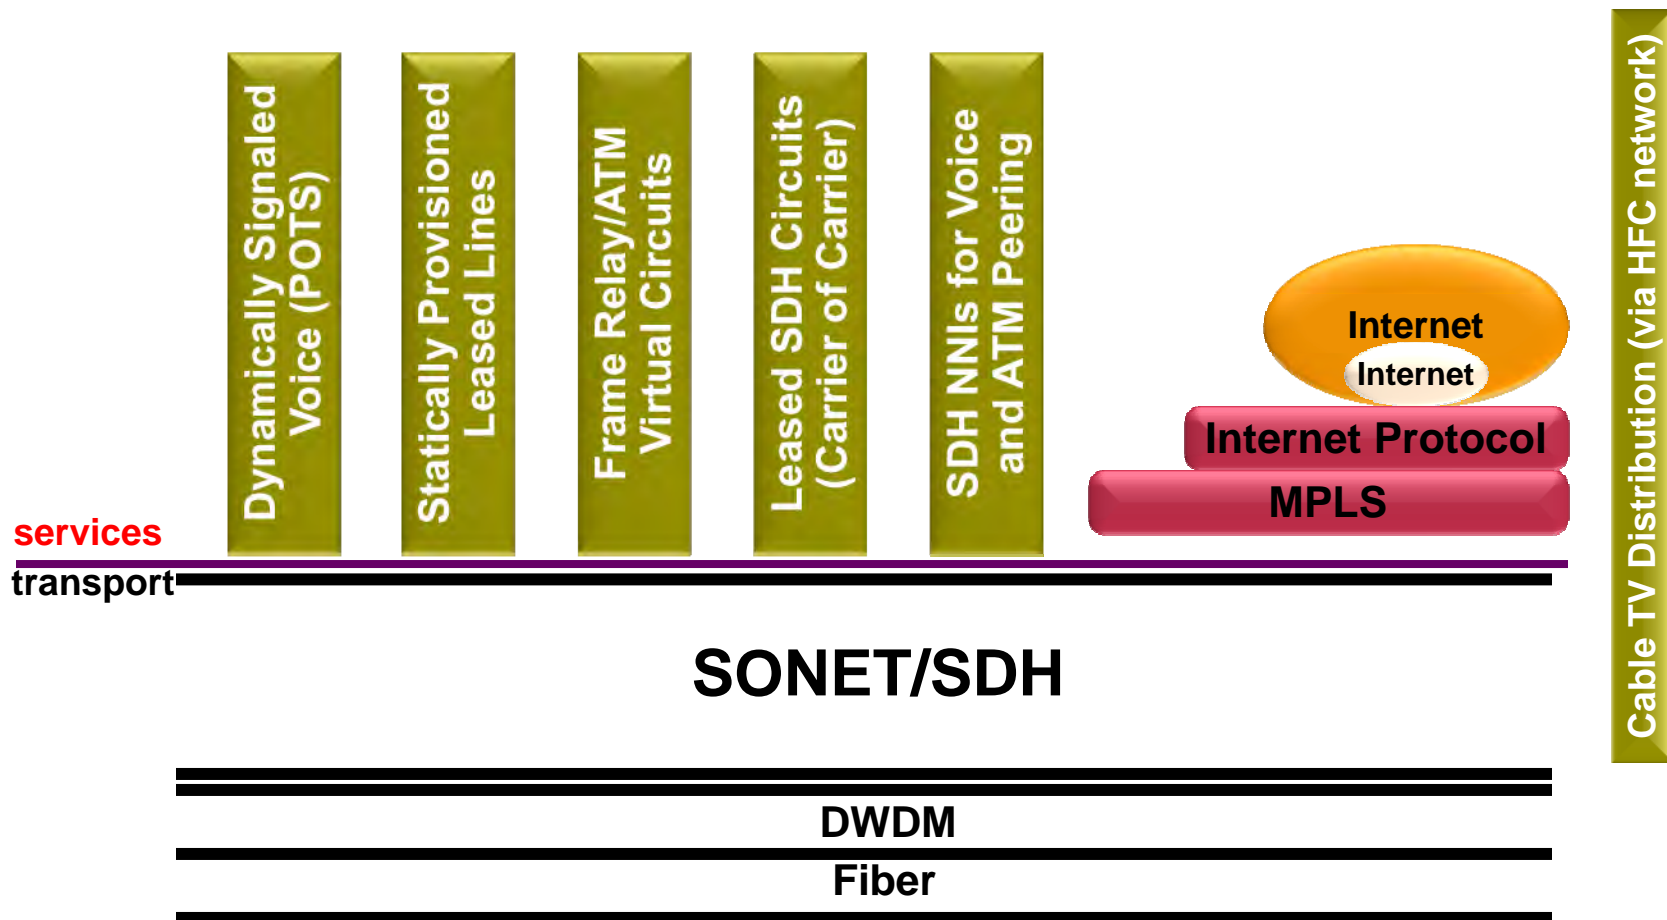 Dynamically Signaled
Voice (POTS)
Statically Provisioned
Leased Lines
Frame Relay/ATM
Virtual Circuits
Leased SDH Circuits
(Carrier of Carrier)
SDH NNIs for Voice
and ATM Peering
Internet
Internet
Internet Protocol
MPLS
Cable TV Distribution (via HFC network)
services
transport
SONET/SDH
DWDM
Fiber